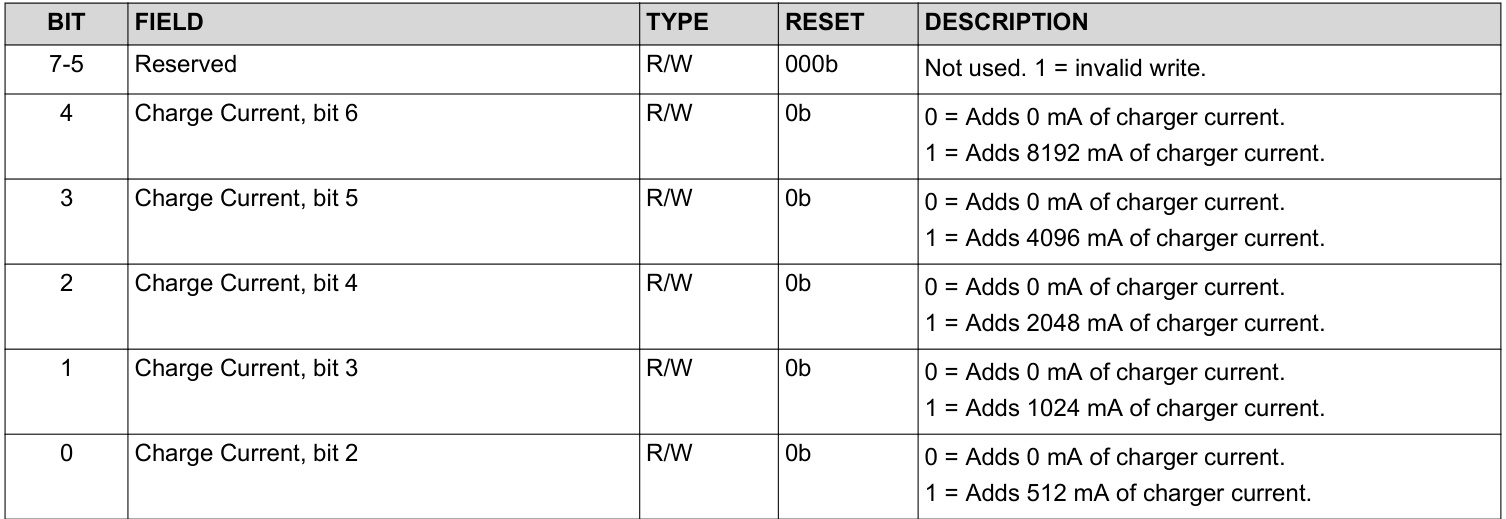 BIT FIELD TYPE RESET DESCRIPTION
7-5 Reserved R/W 000b Not used. 1 = invalid write.
4 Charge Current, bit 6 R/W 0b 0 = Adds 0 mA of charger current.
1 = Adds 8192 mA of charger current.
3 Charge Current, bit 5 R/W 0b 0 = Adds 0 mA of charger current.
1 = Adds 4096 mA of charger current.
2 Charge Current, bit 4 R/W 0b 0 = Adds 0 mA of charger current.
1 = Adds 2048 mA of charger current.
1 Charge Current, bit 3 R/W 0b 0 = Adds 0 mA of charger current.
1 = Adds 1024 mA of charger current.
0 Charge Current, bit 2 R/W 0b 0 = Adds 0 mA of charger current.
1 = Adds 512 mA of charger current.